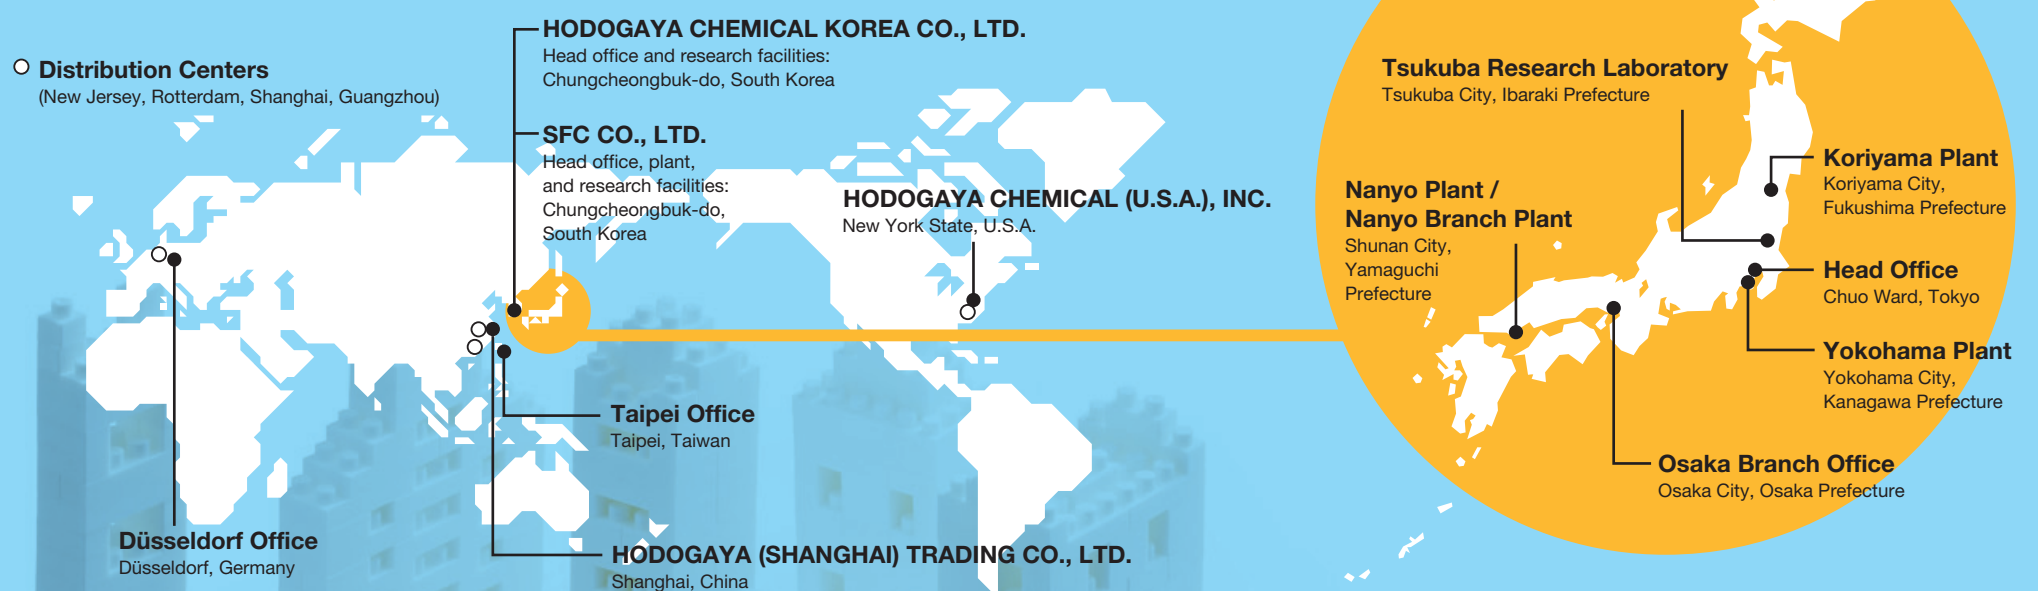 Distribution Centers
(New Jersey, Rotterdam, Shanghai, Guangzhou)
HODOGAYA CHEMICAL KOREA CO., LTD.
Head office and research facilities:
Chungcheongbuk-do, South Korea
SFC CO., LTD.
Head office, plant,
and research facilities:
Chungcheongbuk-do,
South Korea
HODOGAYA CHEMICAL (U.S.A.), INC.
New York State, U.S.A.
Taipei Office
Taipei, Taiwan
Düsseldorf Office
Düsseldorf, Germany
HODOGAYA (SHANGHAI) TRADING CO., LTD.
Shanghai, China
Tsukuba Research Laboratory
Tsukuba City, Ibaraki Prefecture
Nanyo Plant /
Nanyo Branch Plant
Shunan City,
Yamaguchi
Prefecture
Koriyama Plant
Koriyama City,
Fukushima Prefecture
Head Office
Chuo Ward, Tokyo
Yokohama Plant
Yokohama City,
Kanagawa Prefecture
Osaka Branch Office
Osaka City, Osaka Prefecture